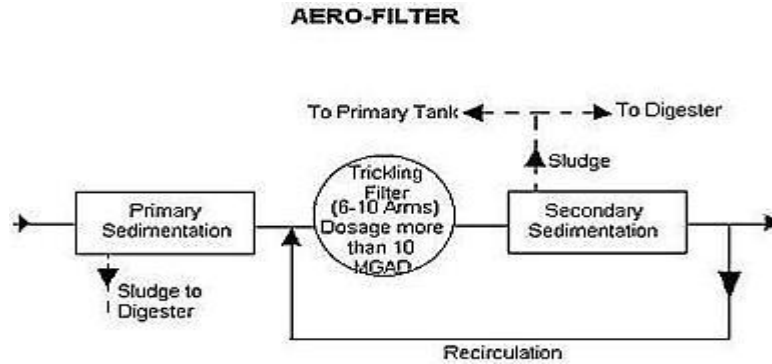 AERO-FILTER
To Primary Tank
To Digester
Sludge
Trickling
Filter
(6-10 Arms)
Dosage more
than 10
MGAD
Primary
Sedimentation
Secondary
Sedimentation
Sludge to
Digester
Recirculation